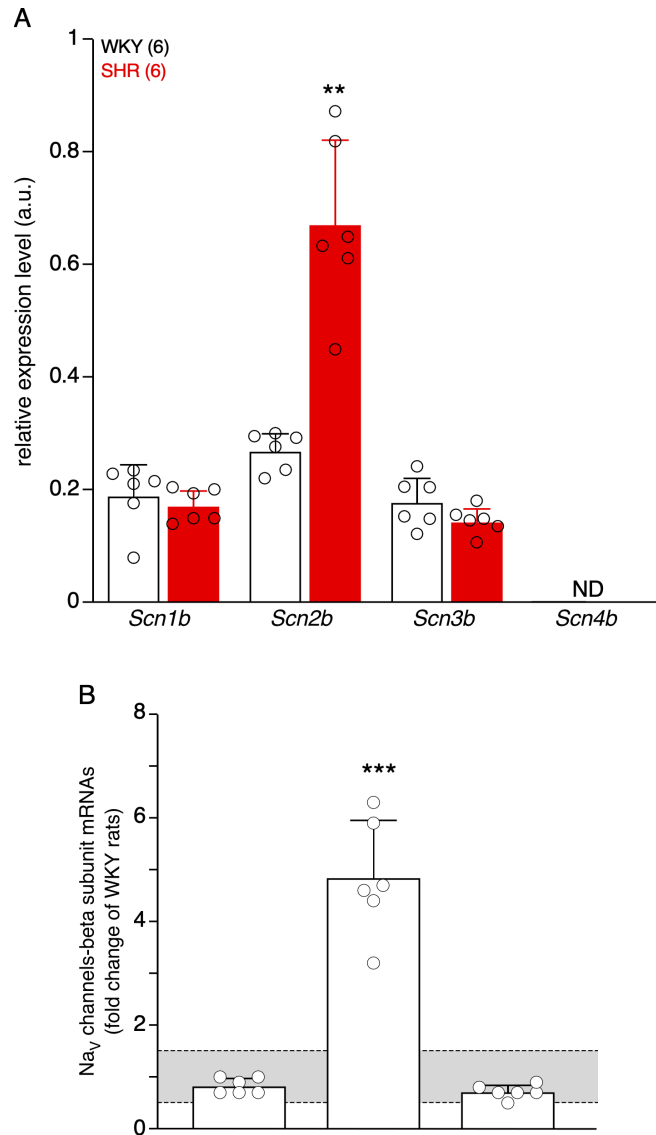 A
WKY (6)
SHR (6)
relative expression level (a.u.)
1
0.8
0.6
0.4
0.2
0
**
ND
Scn1b
Scn2b
Scn3b
Scn4b
B
Na_V channels-beta subunit mRNAs
(fold change of WKY rats)
8
6
4
2
0
***